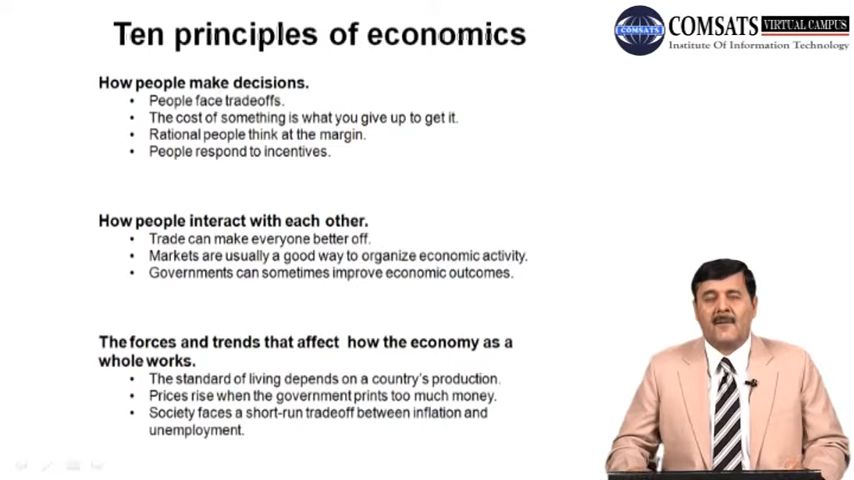 Ten principles of economics
COMSATS VIRTUAL CAMPUS
Institute Of Information Technology
COMSATS
How people make decisions.
• People face tradeoffs.
• The cost of something is what you give up to get it.
• Rational people think at the margin.
• People respond to incentives.
How people interact with each other.
• Trade can make everyone better off.
• Markets are usually a good way to organize economic activity.
• Governments can sometimes improve economic outcomes.
The forces and trends that affect how the economy as a
whole works.
• The standard of living depends on a country's production.
• Prices rise when the government prints too much money.
• Society faces a short-run tradeoff between inflation and
unemployment.